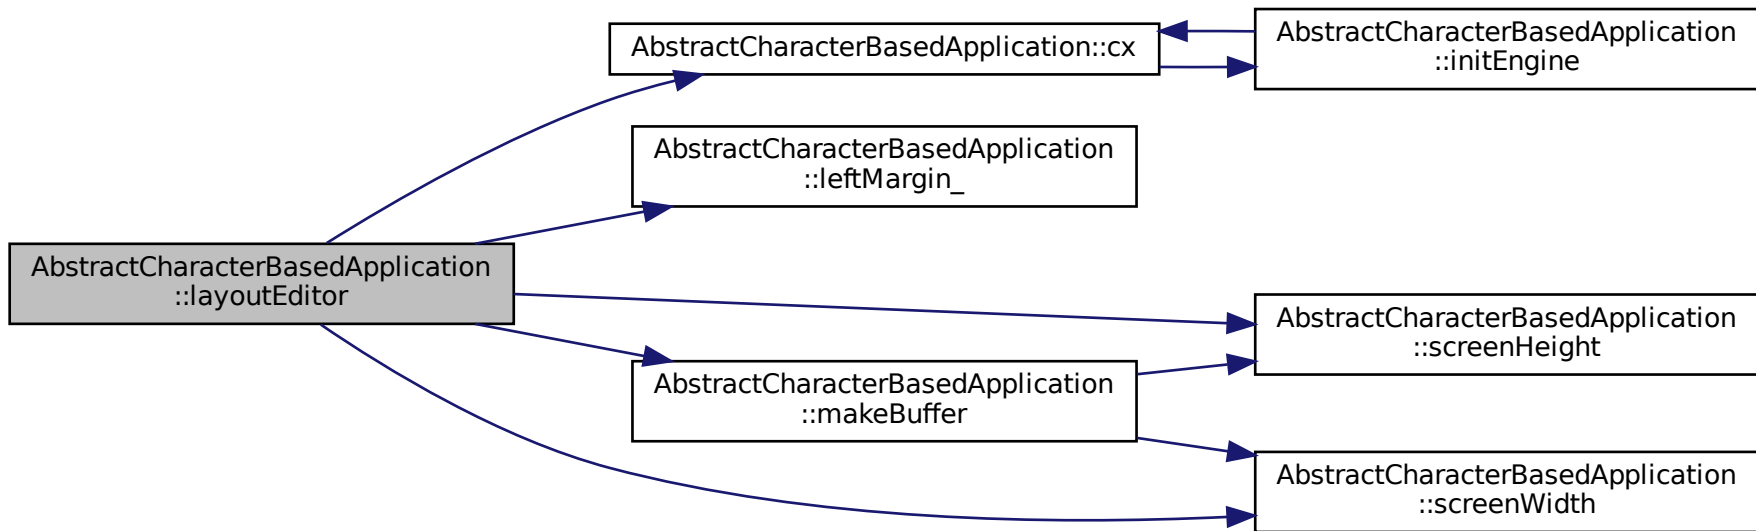 AbstractCharacterBasedApplication::cx
AbstractCharacterBasedApplication
::initEngine
AbstractCharacterBasedApplication
::leftMargin_
AbstractCharacterBasedApplication
::layoutEditor
AbstractCharacterBasedApplication
::screenHeight
AbstractCharacterBasedApplication
::makeBuffer
AbstractCharacterBasedApplication
::screenWidth